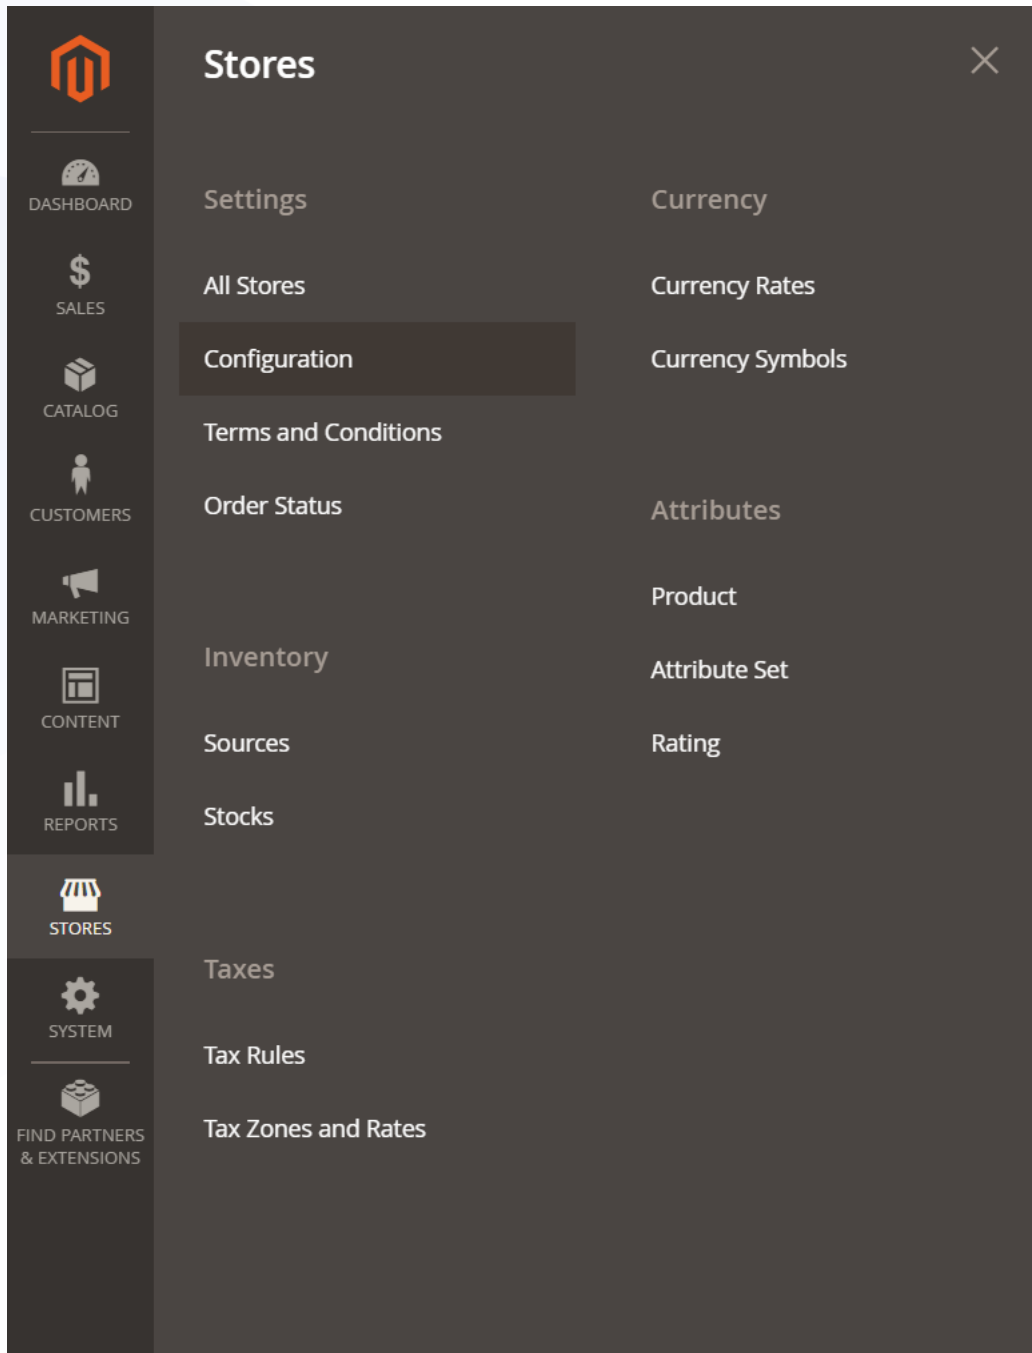 DASHBOARD
SALES
CATALOG
CUSTOMERS
MARKETING
CONTENT
REPORTS
STORES
SYSTEM
FIND PARTNERS
& EXTENSIONS
Stores
Settings
All Stores
Configuration
Terms and Conditions
Order Status
Inventory
Sources
Stocks
Taxes
Tax Rules
Tax Zones and Rates
Currency
Currency Rates
Currency Symbols
Attributes
Product
Attribute Set
Rating